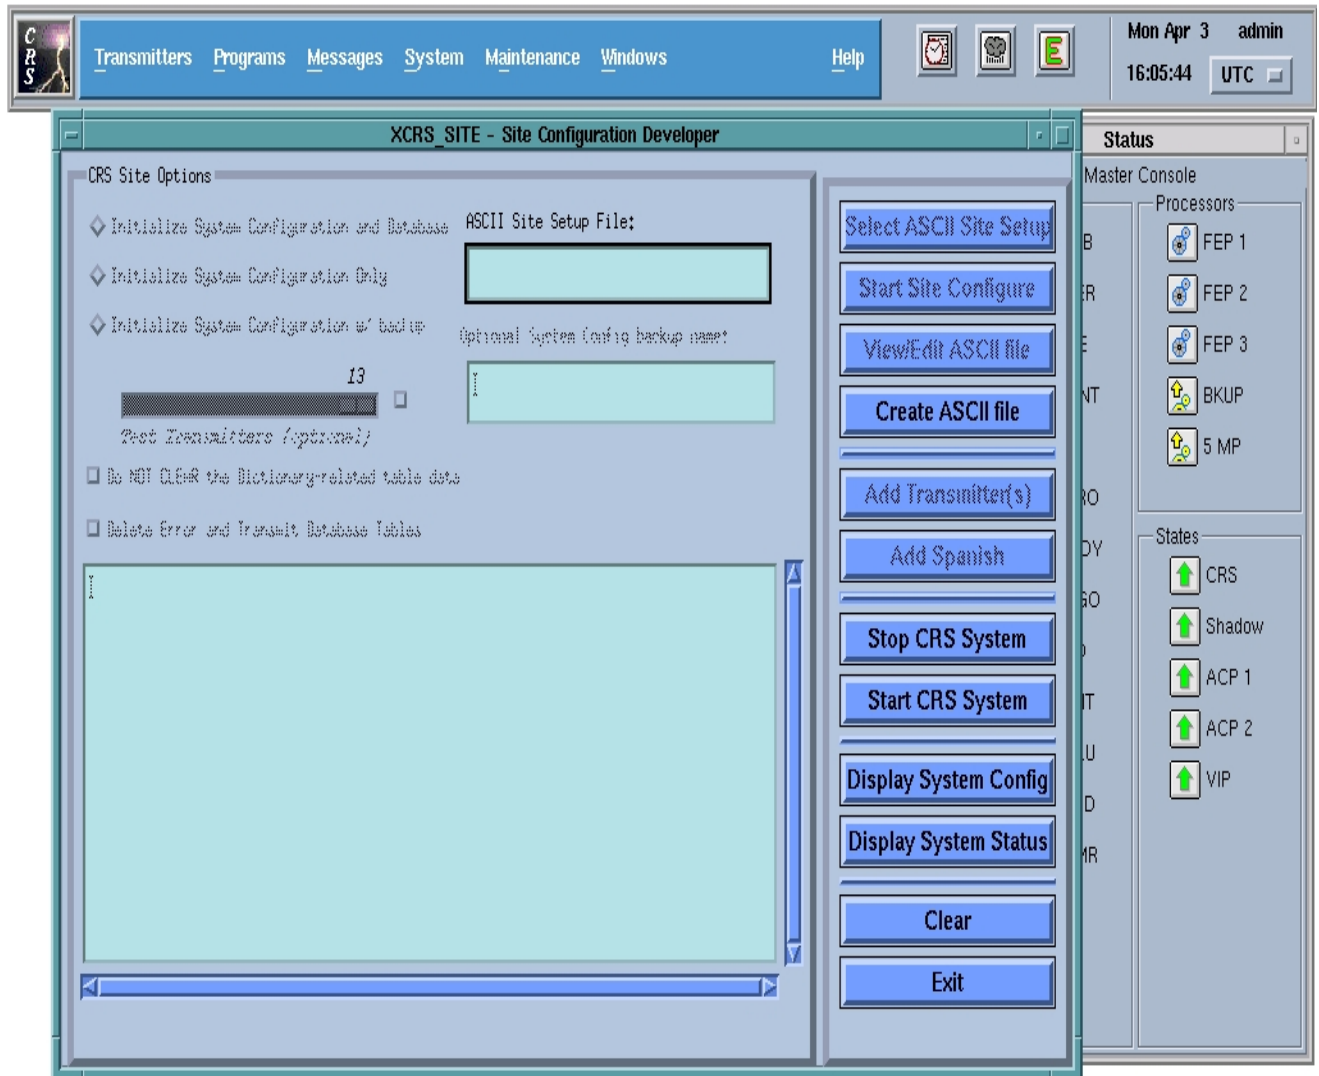 CRS
Transmitters Programs Messages System Maintenance Windows Help
E
Mon Apr 3 admin
16:05:44 UTC
XCRS_SITE - Site Configuration Developer
CRS Site Options
Initialize System Configuration and Database
Initialize System Configuration Only
Initialize System Configuration w/ backup
13
Test Transmitters (optional)
Do NOT CLEAR the Dictionary-related table data
Delete Error and Transmit Database Tables
ASCII Site Setup File:
Optional System Config backup name:
Select ASCII Site Setup
Start Site Configure
View/Edit ASCII file
Create ASCII file
Add Transmitter(s)
Add Spanish
Stop CRS System
Start CRS System
Display System Config
Display System Status
Clear
Exit
Status
Master Console
Processors
FEP 1
FEP 2
FEP 3
BKUP
5 MP
States
CRS
Shadow
ACP 1
ACP 2
VIP